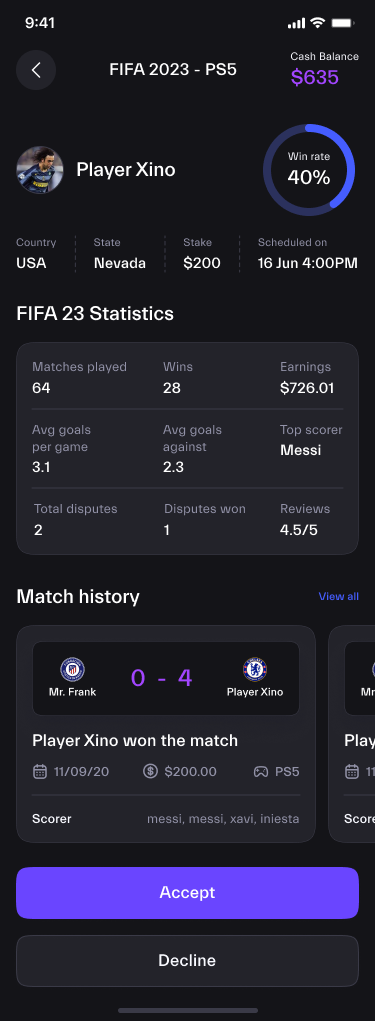 9:41
FIFA 2023 - PS5
Cash Balance
$635
Player Xino
Win rate
40%
Country
USA
State
Nevada
Stake
$200
Scheduled on
16 Jun 4:00PM
FIFA 23 Statistics
Matches played
64
Wins
28
Earnings
$726.01
Avg goals
per game
3.1
Avg goals
against
2.3
Top scorer
Messi
Total disputes
2
Disputes won
1
Reviews
4.5/5
Match history
View all
Mr. Frank
0 - 4
Player Xino
Player Xino won the match
11/09/20
$200.00
PS5
Scorer
messi, messi, xavi, iniesta
Mr
Play
11
Score
Accept
Decline